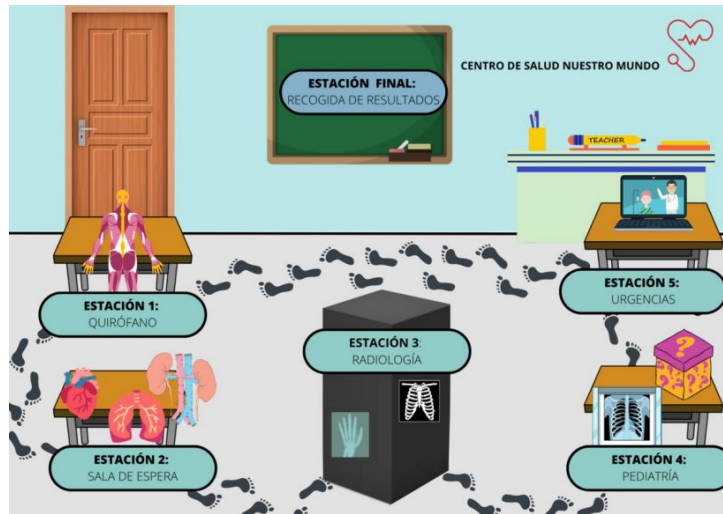 CENTRO DE SALUD NUESTRO MUNDO
ESTACIÓN FINAL:
RECOGIDA DE RESULTADOS
TEACHER
ESTACIÓN 1:
QUIRÓFANO
ESTACIÓN 5:
URGENCIAS
ESTACIÓN 3:
RADIOLOGÍA
ESTACIÓN 2:
SALA DE ESPERA
ESTACIÓN 4:
PEDIATRÍA